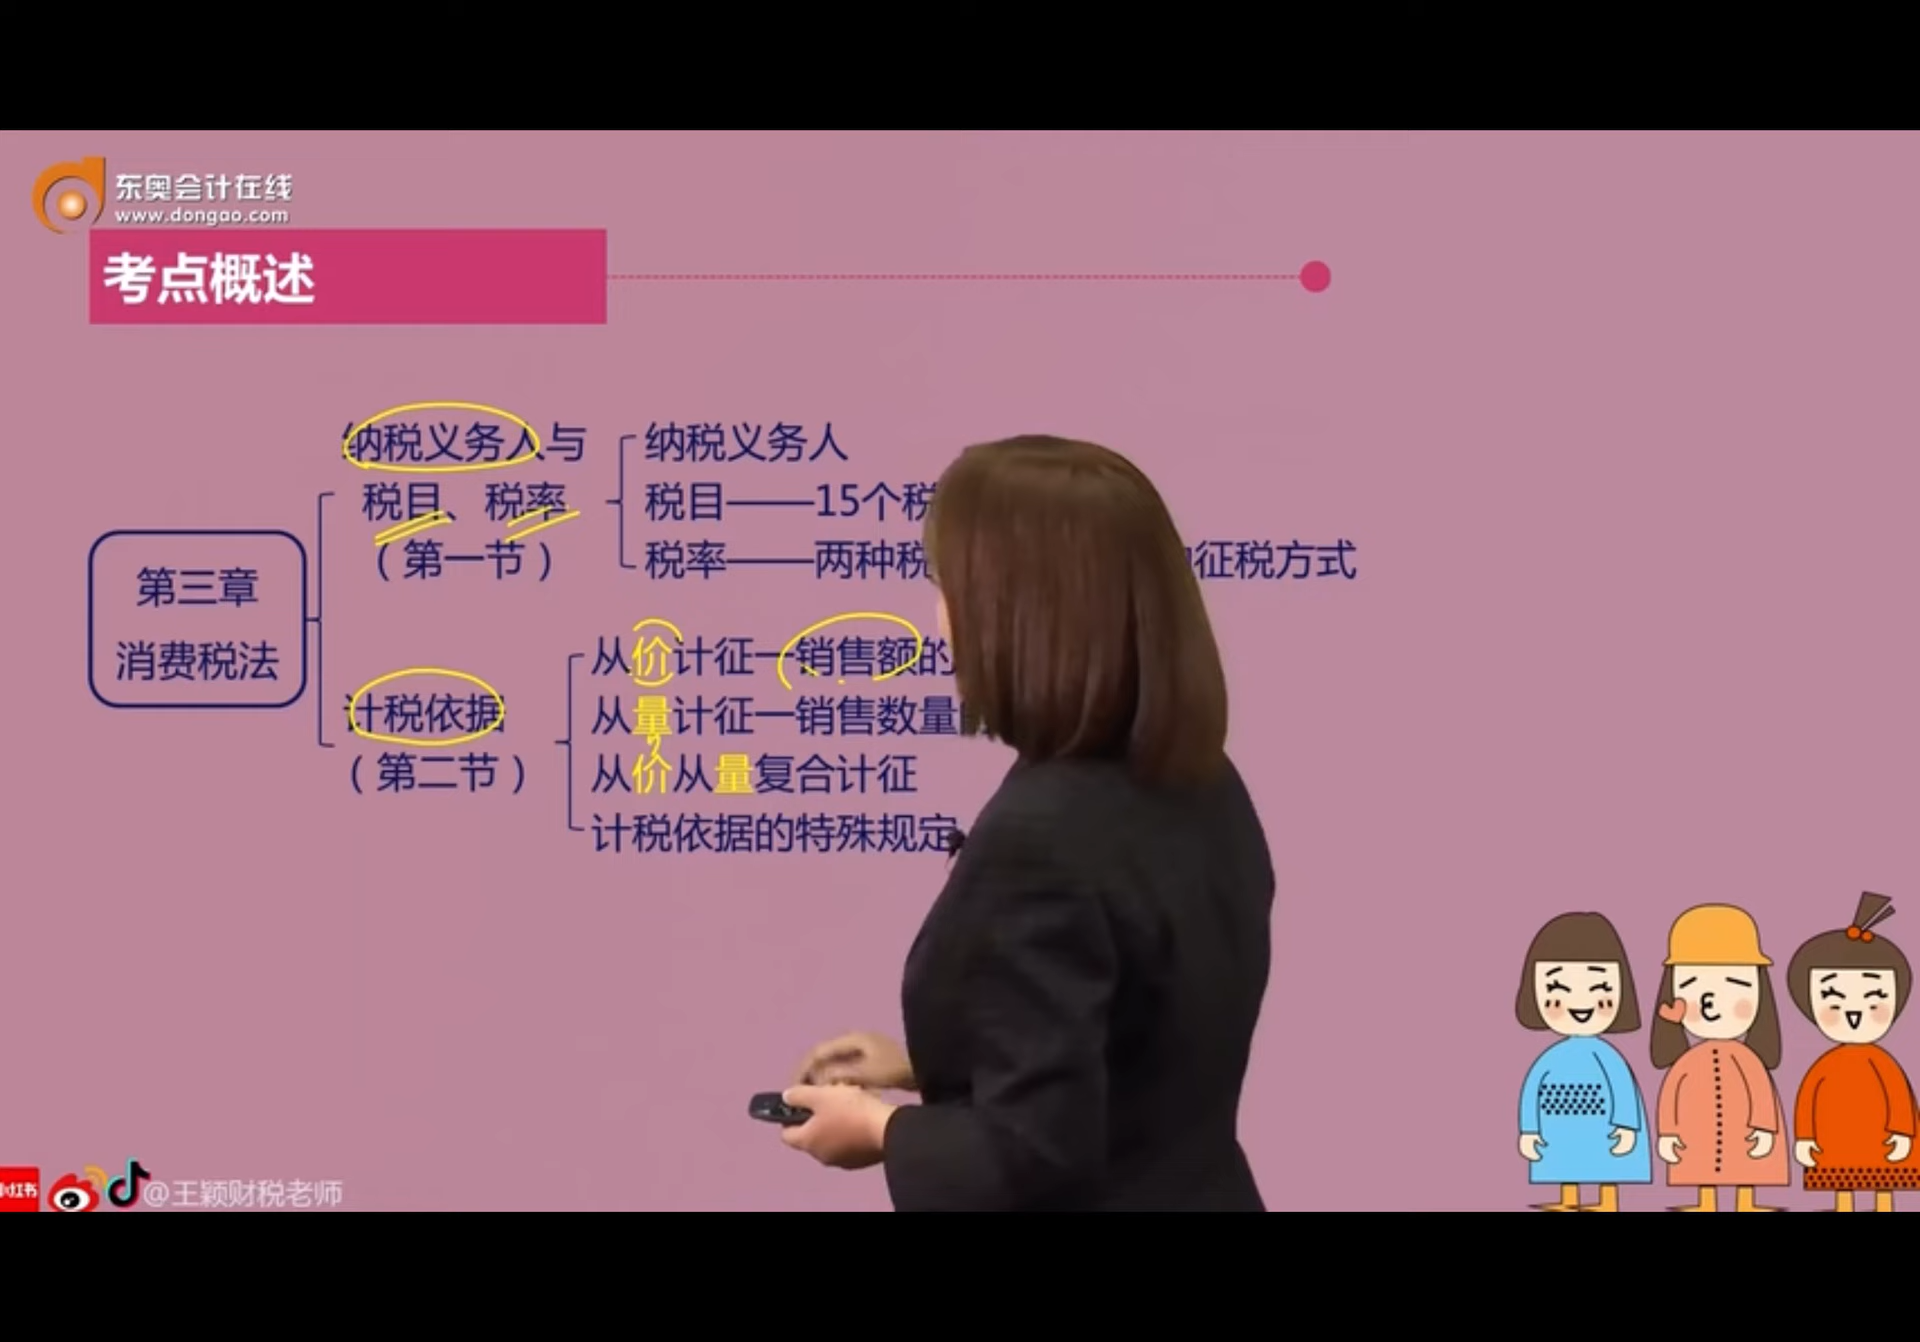 东奥会计在线
www.dongao.com
考点概述
第三章
消费税法
纳税义务人与
税目、税率
（第一节）
纳税义务人
税目——15个税
税率——两种税
征税方式
计税依据
（第二节）
从价计征—销售额的
从量计征—销售数量
从价从量复合计征
计税依据的特殊规定
小红书
@王颖财税老师